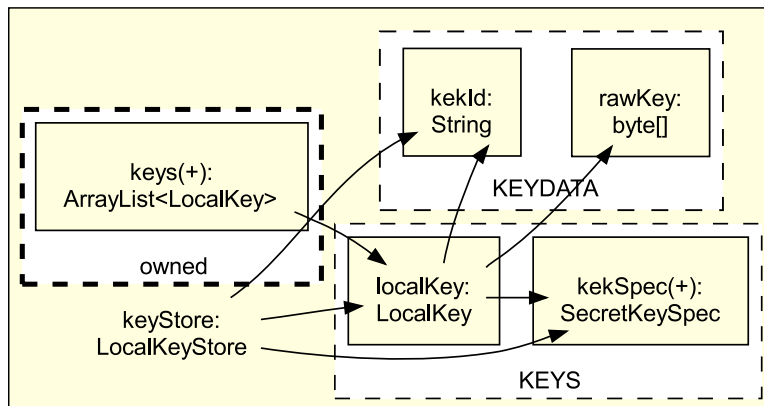 kekId:
String
rawKey:
byte[]
KEYDATA
keys(+):
ArrayList<LocalKey>
owned
localKey:
LocalKey
kekSpec(+):
SecretKeySpec
KEYS
keyStore:
LocalKeyStore